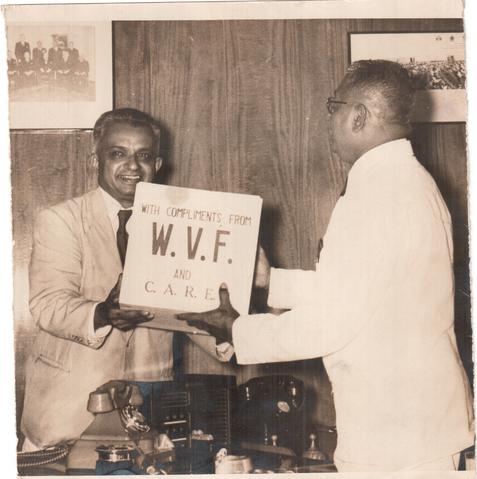 WITH COMPLIMENTS FROM
W. V. F.
AND
C. A. R. E.